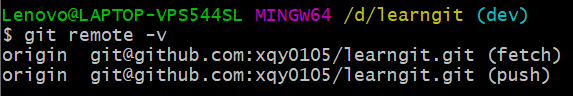 Lenovo@LAPTOP-VPS544SL MINGW64 /d/learngit (dev)
$ git remote -v
origin  git@github.com:xqy0105/learngit.git (fetch)
origin  git@github.com:xqy0105/learngit.git (push)